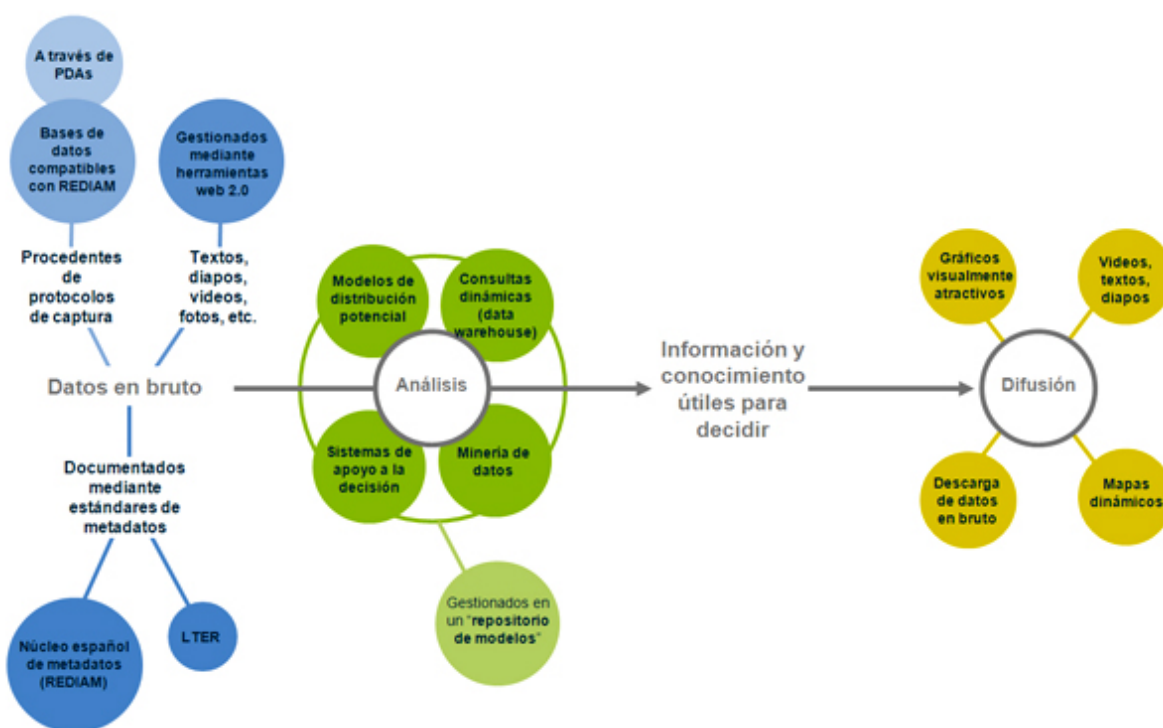 A través de
PDAs
Bases de
datos
compatibles
con REDIAM
Gestionados
mediante
herramientas
web 2.0
Procedentes
de
protocolos
de captura
Textos,
diapos,
videos,
fotos, etc.
Datos en bruto
Documentados
mediante
estándares de
metadatos
Núcleo español
de metadatos
(REDIAM)
LTER
Modelos de
distribución
potencial
Consultas
dinámicas
(data
warehouse)
Análisis
Sistemas de
apoyo a la
decisión
Minería de
datos
Gestionados en
un "repositorio
de modelos"
Información y
conocimiento
útiles para
decidir
Gráficos
visualmente
atractivos
Videos,
textos,
diapos
Difusión
Descarga
de datos
en bruto
Mapas
dinámicos